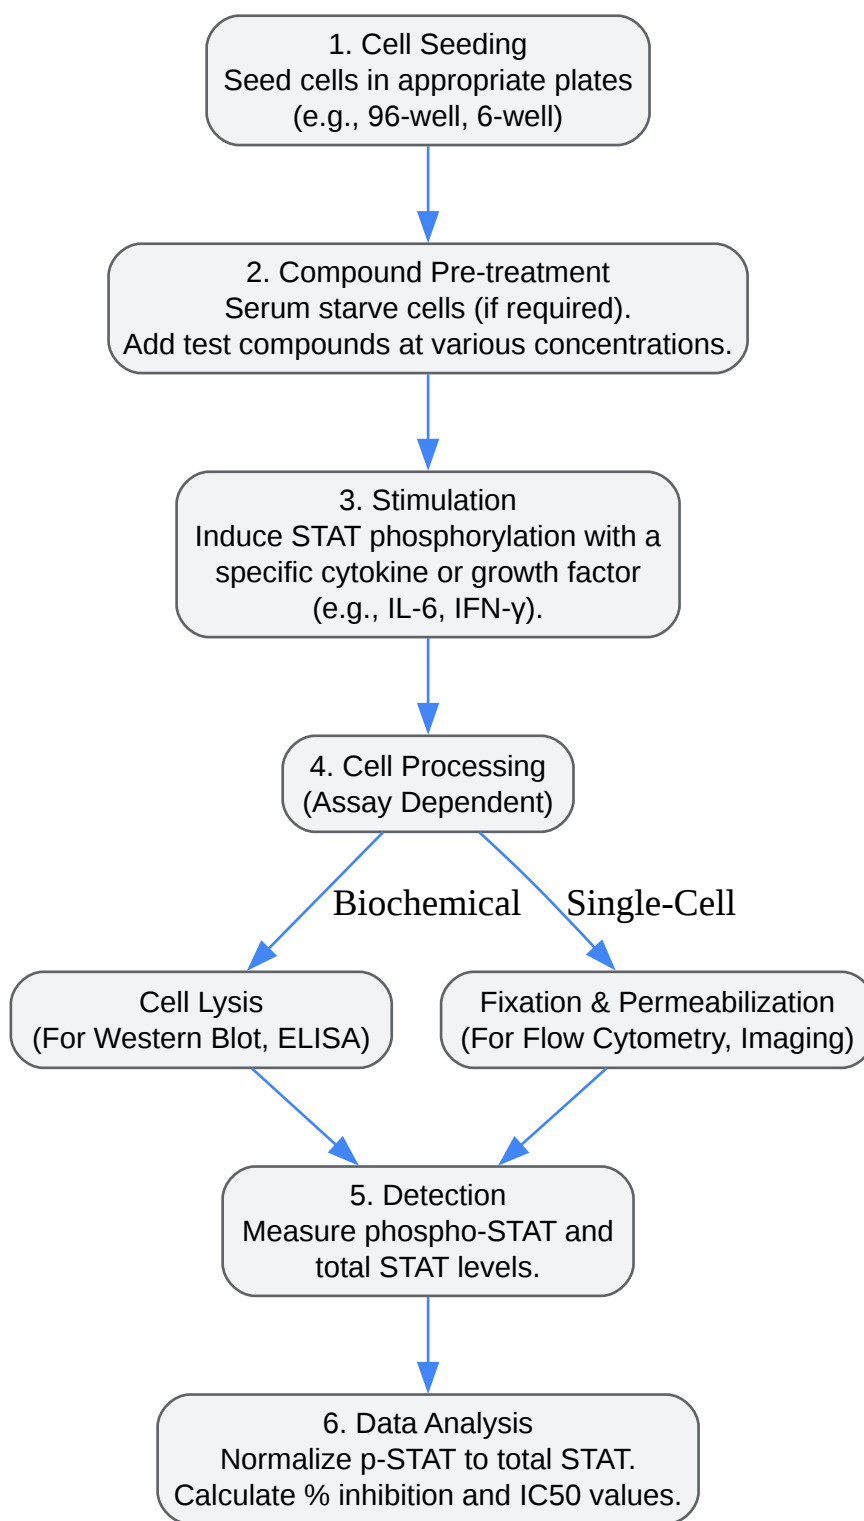 1. Cell Seeding
Seed cells in appropriate plates
(e.g., 96-well, 6-well)
2. Compound Pre-treatment
Serum starve cells (if required).
Add test compounds at various concentrations.
3. Stimulation
Induce STAT phosphorylation with a
specific cytokine or growth factor
(e.g., IL-6, IFN-γ).
4. Cell Processing
(Assay Dependent)
Biochemical
Single-Cell
Cell Lysis
(For Western Blot, ELISA)
Fixation & Permeabilization
(For Flow Cytometry, Imaging)
5. Detection
Measure phospho-STAT and
total STAT levels.
6. Data Analysis
Normalize p-STAT to total STAT.
Calculate % inhibition and IC50 values.